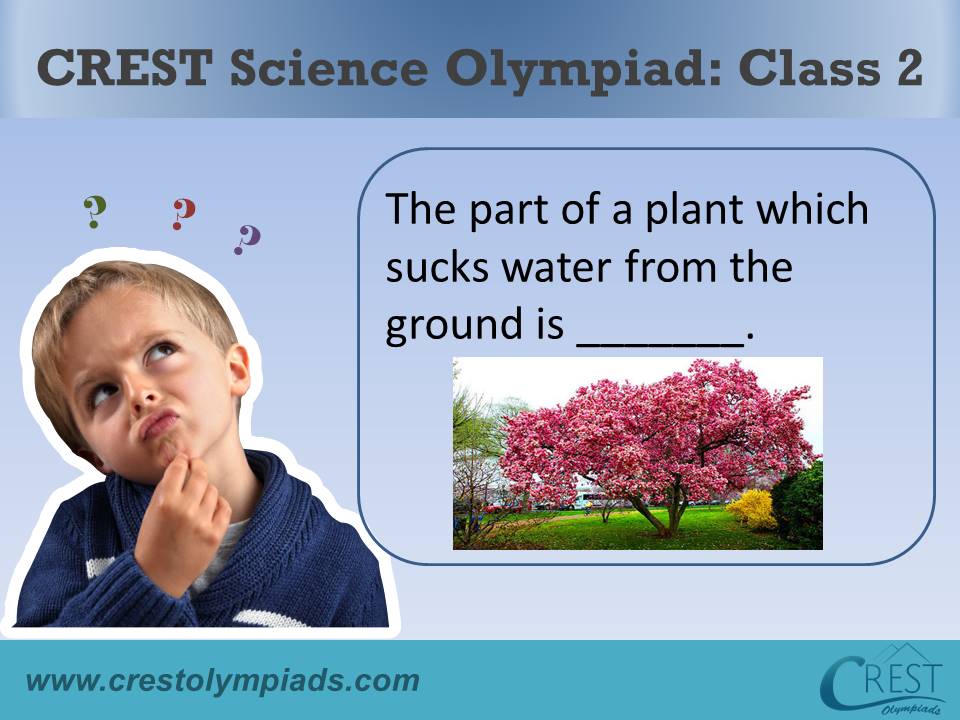 CREST Science Olympiad: Class 2
? ? ?
The part of a plant which
sucks water from the
ground is _______.
www.crestolympiads.com
CREST
Olympiads